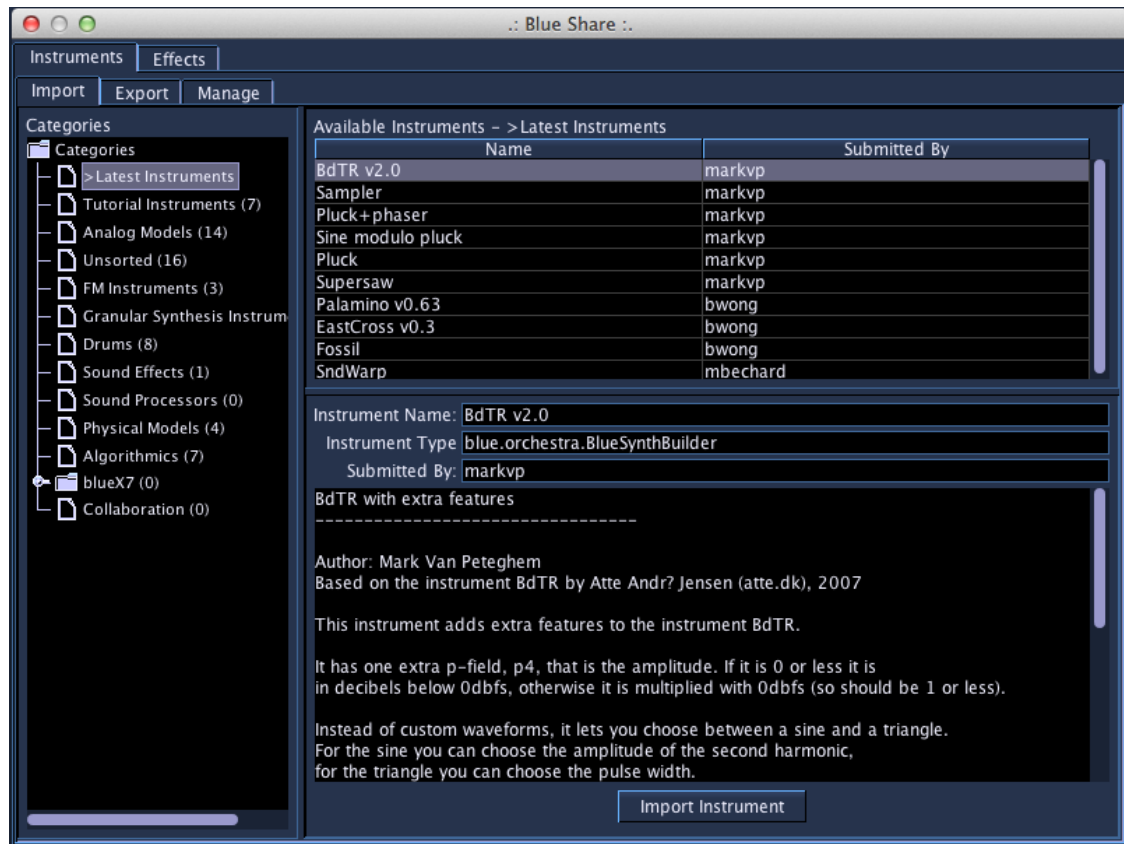 .: Blue Share :.
Instruments Effects
Import Export Manage
Categories
Categories
>Latest Instruments
Tutorial Instruments (7)
Analog Models (14)
Unsorted (16)
FM Instruments (3)
Granular Synthesis Instrum
Drums (8)
Sound Effects (1)
Sound Processors (0)
Physical Models (4)
Algorithmics (7)
blueX7 (0)
Collaboration (0)
Available Instruments - >Latest Instruments
Name Submitted By
BdTR v2.0 markvp
Sampler markvp
Pluck+phaser markvp
Sine modulo pluck markvp
Pluck markvp
Supersaw markvp
Palamino v0.63 bwong
EastCross v0.3 bwong
Fossil bwong
SndWarp mbechard
Instrument Name: BdTR v2.0
Instrument Type blue.orchestra.BlueSynthBuilder
Submitted By: markvp
BdTR with extra features
---------------------------------
Author: Mark Van Peteghem
Based on the instrument BdTR by Atte Andr? Jensen (atte.dk), 2007
This instrument adds extra features to the instrument BdTR.
It has one extra p-field, p4, that is the amplitude. If it is 0 or less it is
in decibels below 0dbfs, otherwise it is multiplied with 0dbfs (so should be 1 or less).
Instead of custom waveforms, it lets you choose between a sine and a triangle.
For the sine you can choose the amplitude of the second harmonic,
for the triangle you can choose the pulse width.
Import Instrument